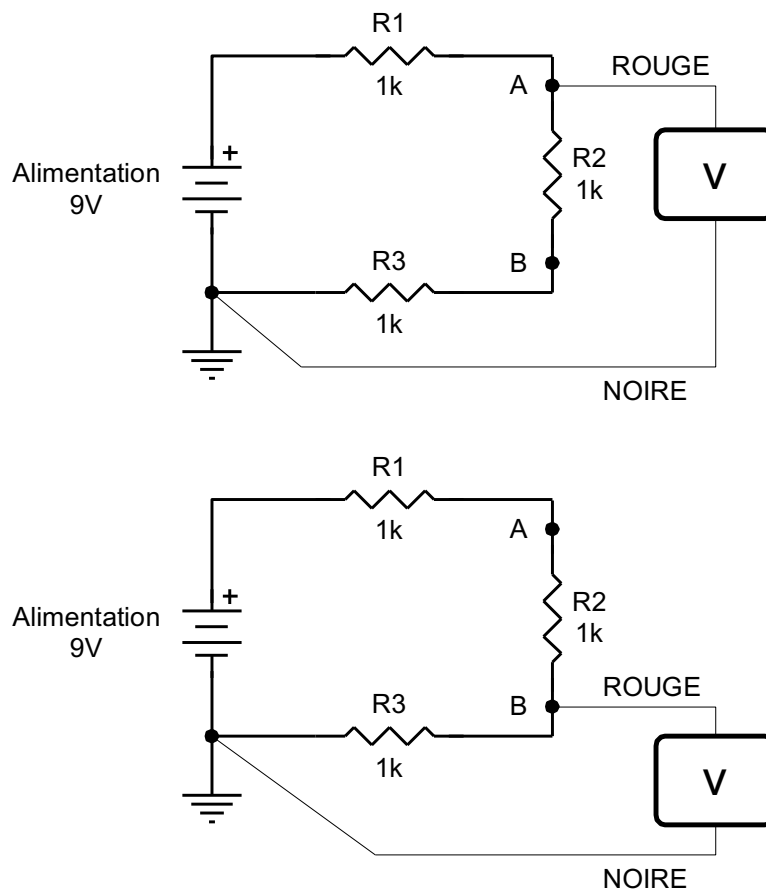 R1
1k
A
ROUGE
+
Alimentation
9V
R2
1k
V
B
R3
1k
NOIRE
R1
1k
A
+
Alimentation
9V
R2
1k
B
ROUGE
R3
1k
V
NOIRE